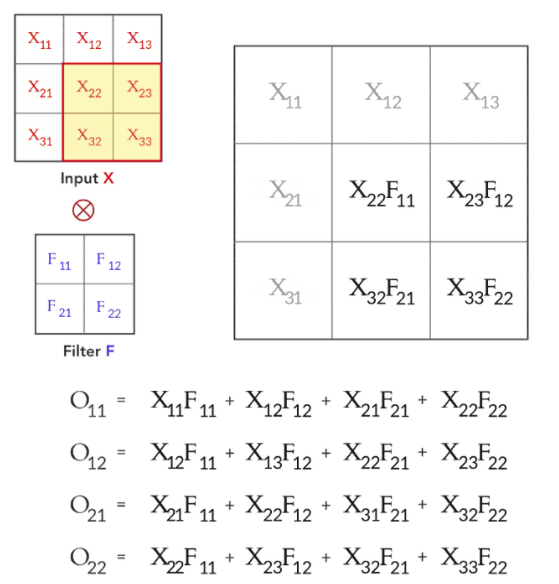 X11 X12 X13
X21 X22 X23
X31 X32 X33
Input X
⊗
F11 F12
F21 F22
Filter F
X11 X12 X13
X21 X22F11 X23F12
X31 X32F21 X33F22
O11 = X11F11 + X12F12 + X21F21 + X22F22
O12 = X12F11 + X13F12 + X22F21 + X23F22
O21 = X21F11 + X22F12 + X31F21 + X32F22
O22 = X22F11 + X23F12 + X32F21 + X33F22